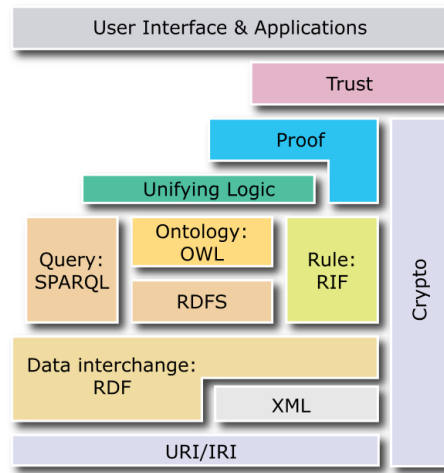 User Interface & Applications
Trust
Proof
Unifying Logic
Query:
SPARQL
Ontology:
OWL
RDFS
Rule:
RIF
Crypto
Data interchange:
RDF
XML
URI/IRI